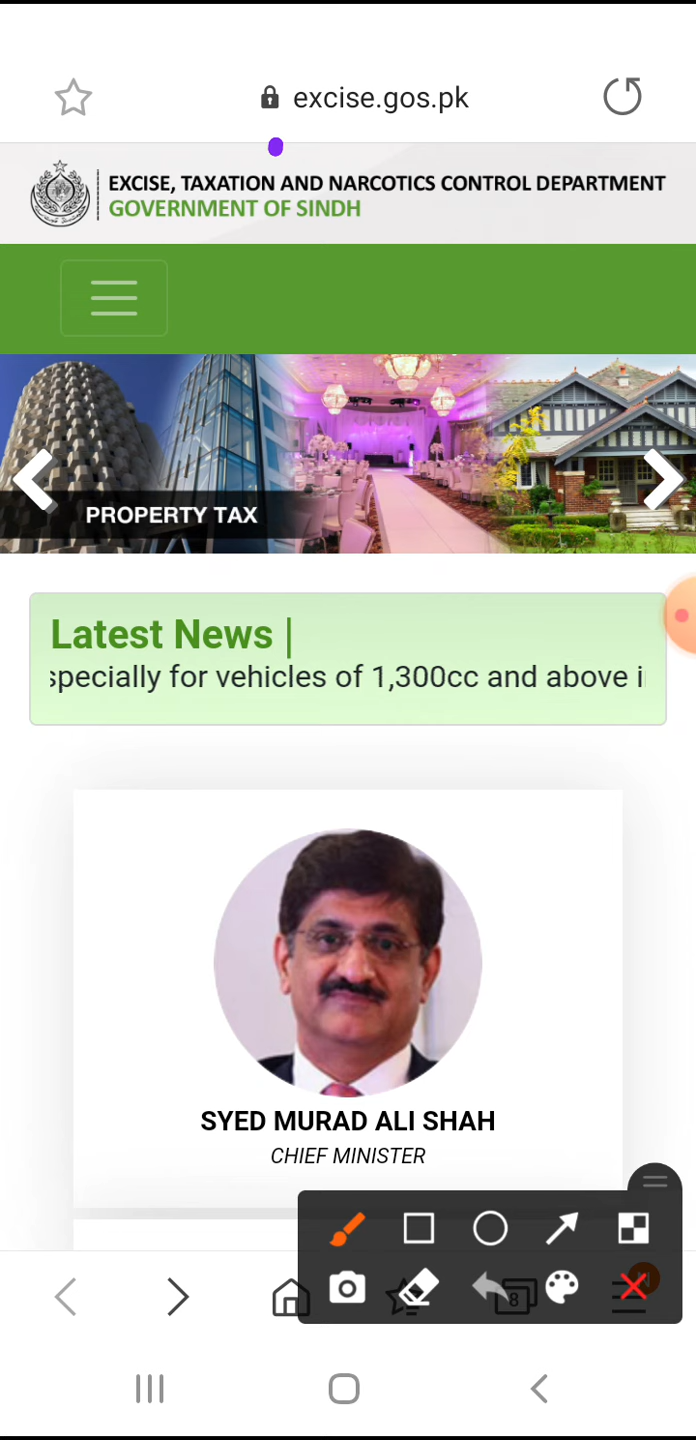 excise.gos.pk
EXCISE, TAXATION AND NARCOTICS CONTROL DEPARTMENT
GOVERNMENT OF SINDH
PROPERTY TAX
Latest News |
specially for vehicles of 1,300cc and above i
SYED MURAD ALI SHAH
CHIEF MINISTER
8